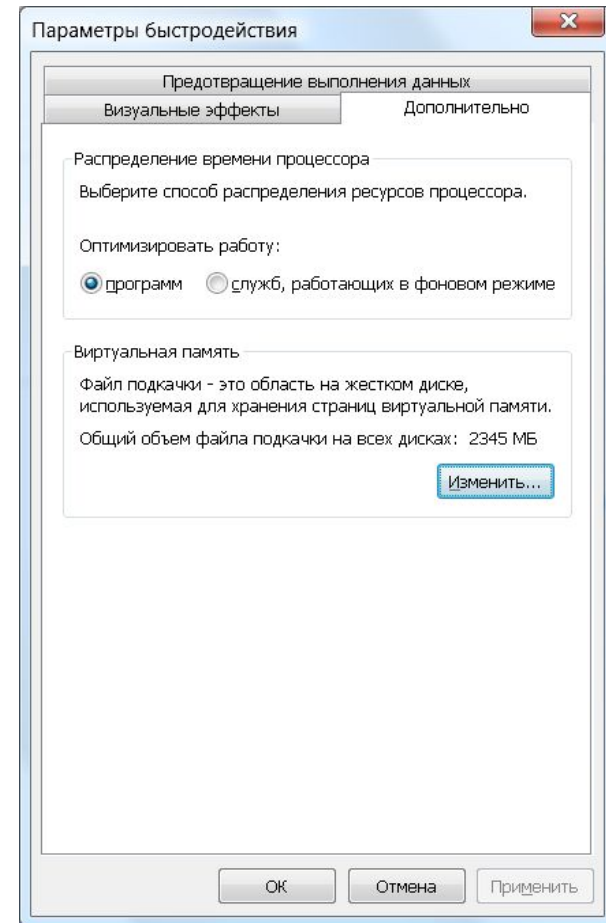 Параметры быстродействия
Предотвращение выполнения данных
Визуальные эффекты
Дополнительно
Распределение времени процессора
Выберите способ распределения ресурсов процессора.
Оптимизировать работу:
программ
служб, работающих в фоновом режиме
Виртуальная память
Файл подкачки - это область на жестком диске,
используемая для хранения страниц виртуальной памяти.
Общий объем файла подкачки на всех дисках: 2345 МБ
Изменить...
ОК
Отмена
Применить